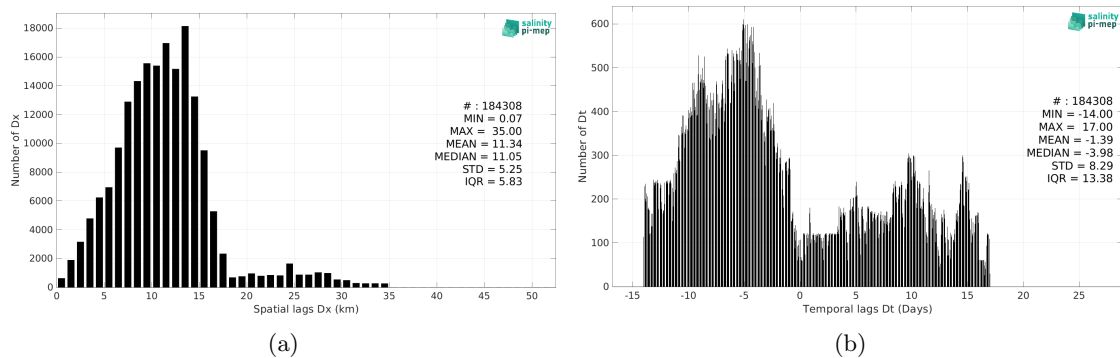 18000
16000
14000
12000
10000
8000
6000
4000
2000
0
Number of Dx
0 5 10 15 20 25 30 35 40 45 50
Spatial lags Dx (km)
salinity
pi-mep
# : 184308
MIN = 0.07
MAX = 35.00
MEAN = 11.34
MEDIAN = 11.05
STD = 5.25
IQR = 5.83
(a)
600
500
400
300
200
100
0
Number of Dt
-15 -10 -5 0 5 10 15 20 25
Temporal lags Dt (Days)
salinity
pi-mep
# : 184308
MIN = -14.00
MAX = 17.00
MEAN = -1.39
MEDIAN = -3.98
STD = 8.29
IQR = 13.38
(b)